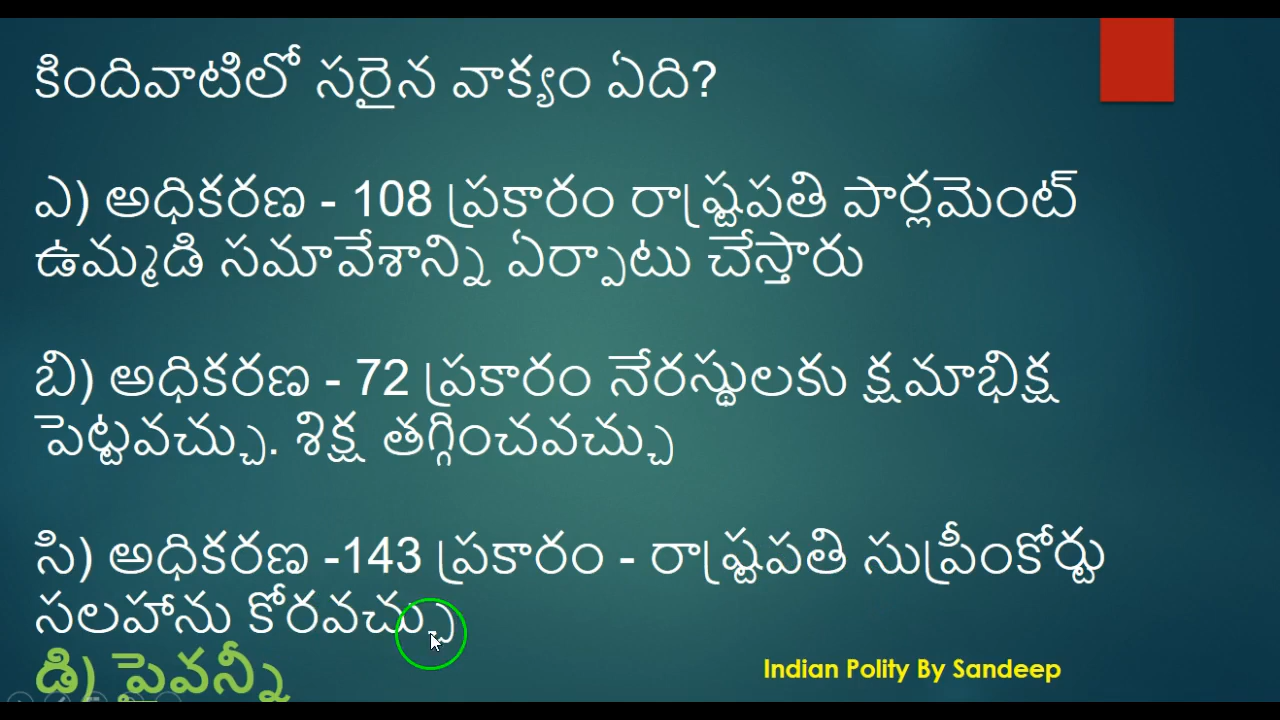 కిందివాటిలో సరైన వాక్యం ఏది?
ఎ) అధికరణ - 108 ప్రకారం రాష్ట్రపతి పార్లమెంట్
ఉమ్మడి సమావేశాన్ని ఏర్పాటు చేస్తారు
బి) అధికరణ - 72 ప్రకారం నేరస్థులకు క్షమాభిక్ష
పెట్టవచ్చు. శిక్ష తగ్గించవచ్చు
సి) అధికరణ -143 ప్రకారం - రాష్ట్రపతి సుప్రీంకోర్టు
సలహాను కోరవచ్చు
డి) పైవన్నీ
Indian Polity By Sandeep